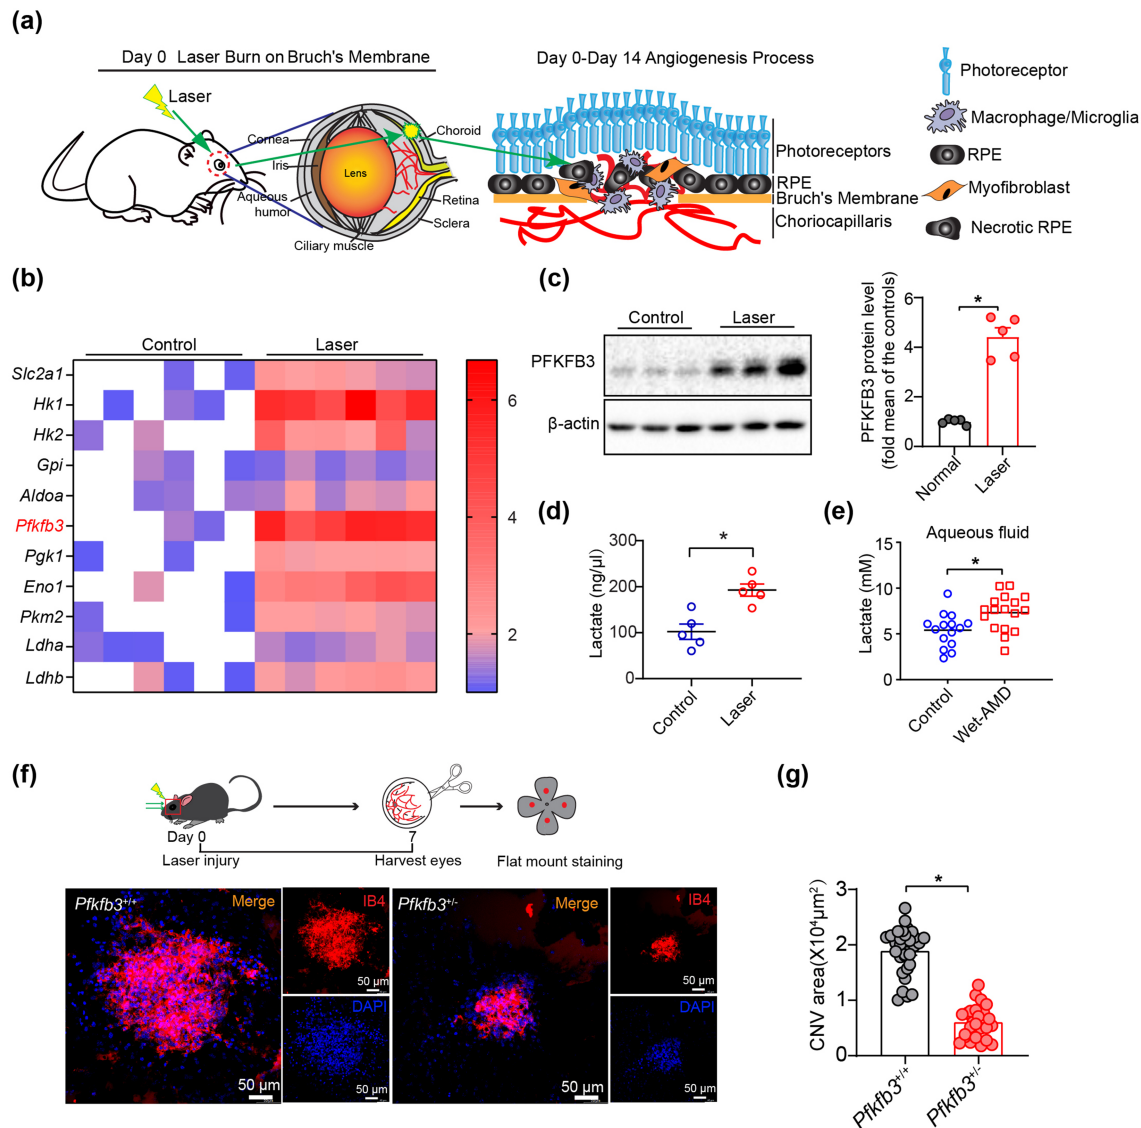 (a)
Day 0 Laser Burn on Bruch's Membrane
Day 0-Day 14 Angiogenesis Process
Laser
Cornea
Iris
Aqueous
humor
Lens
Ciliary muscle
Choroid
Retina
Sclera
Photoreceptors
RPE
Bruch's Membrane
Choriocapillaris
Photoreceptor
Macrophage/Microglia
RPE
Myofibroblast
Necrotic RPE
(b)
Control
Laser
Slc2a1
Hk1
Hk2
Gpi
Aldoa
Pfkfb3
Pgk1
Eno1
Pkm2
Ldha
Ldhb
6
4
2
(c)
Control
Laser
PFKFB3
β-actin
PFKFB3 protein level
(fold mean of the controls)
6
4
2
0
*
Normal
Laser
(d)
Lactate (ng/μl)
300
200
100
0
*
Control
Laser
(e)
Aqueous fluid
Lactate (mM)
15
10
5
0
*
Control
Wet-AMD
(f)
Day 0
7
Laser injury
Harvest eyes
Flat mount staining
Pfkfb3+/+
Merge
50 μm
IB4
50 μm
DAPI
50 μm
Pfkfb3+/-
Merge
50 μm
IB4
50 μm
DAPI
50 μm
(g)
CNV area(X10⁴μm²)
3
2
1
0
*
Pfkfb3+/+
Pfkfb3+/-